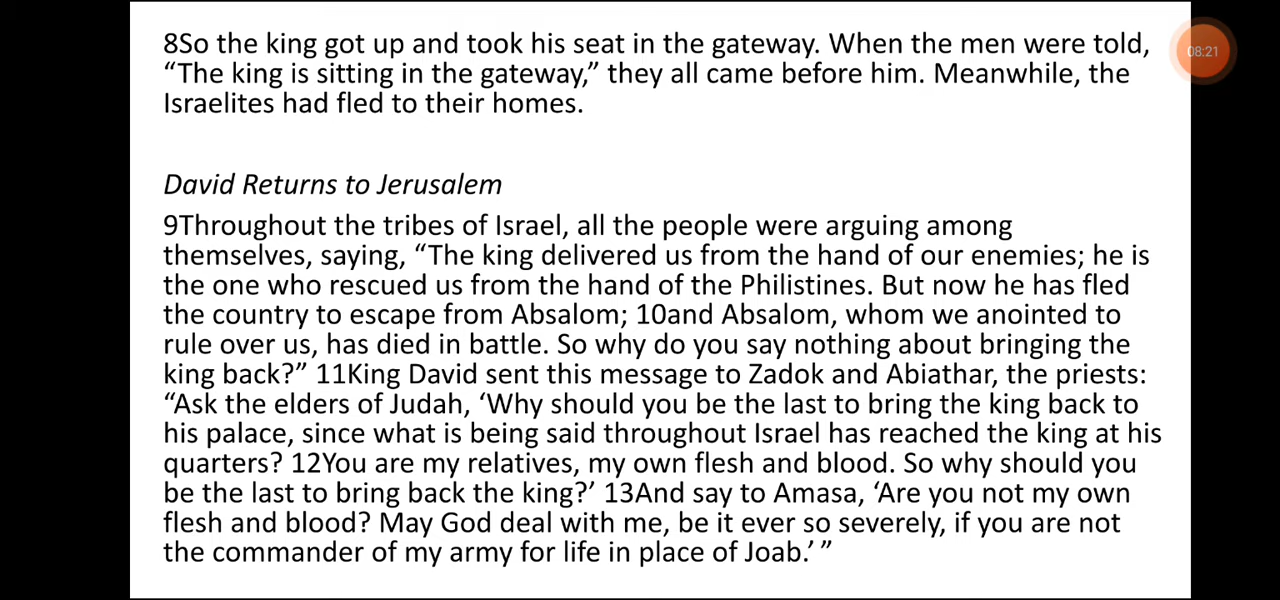 8So the king got up and took his seat in the gateway. When the men were told,
“The king is sitting in the gateway,” they all came before him. Meanwhile, the
Israelites had fled to their homes.
David Returns to Jerusalem
9Throughout the tribes of Israel, all the people were arguing among
themselves, saying, “The king delivered us from the hand of our enemies; he is
the one who rescued us from the hand of the Philistines. But now he has fled
the country to escape from Absalom; 10and Absalom, whom we anointed to
rule over us, has died in battle. So why do you say nothing about bringing the
king back?” 11King David sent this message to Zadok and Abiathar, the priests:
“Ask the elders of Judah, ‘Why should you be the last to bring the king back to
his palace, since what is being said throughout Israel has reached the king at his
quarters? 12You are my relatives, my own flesh and blood. So why should you
be the last to bring back the king?’ 13And say to Amasa, ‘Are you not my own
flesh and blood? May God deal with me, be it ever so severely, if you are not
the commander of my army for life in place of Joab.’ ”
08:21